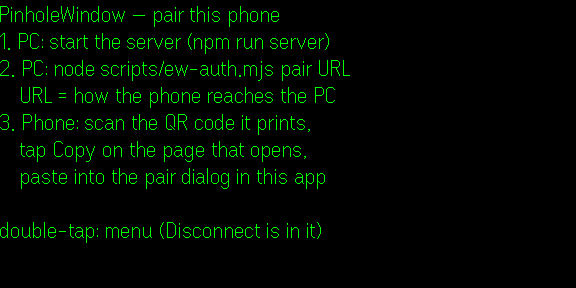 PinholeWindow — pair this phone
1. PC: start the server (npm run server)
2. PC: node scripts/ew-auth.mjs pair URL
URL = how the phone reaches the PC
3. Phone: scan the QR code it prints,
tap Copy on the page that opens,
paste into the pair dialog in this app
double-tap: menu (Disconnect is in it)